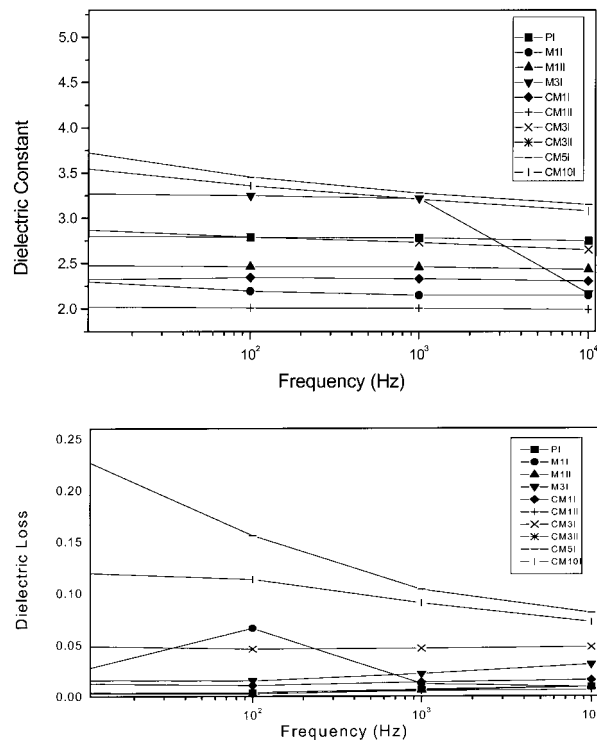 5.0
4.5
4.0
3.5
3.0
2.5
2.0
Dielectric Constant
PI
M1I
M1II
M3I
CM1I
CM1II
CM3I
CM3II
CM5I
CM10I
10²
10³
10⁴
Frequency (Hz)
0.25
0.20
0.15
0.10
0.05
0.00
Dielectric Loss
PI
M1I
M1II
M3I
CM1I
CM1II
CM3I
CM3II
CM5I
CM10I
10²
10³
10
Frequency (Hz)